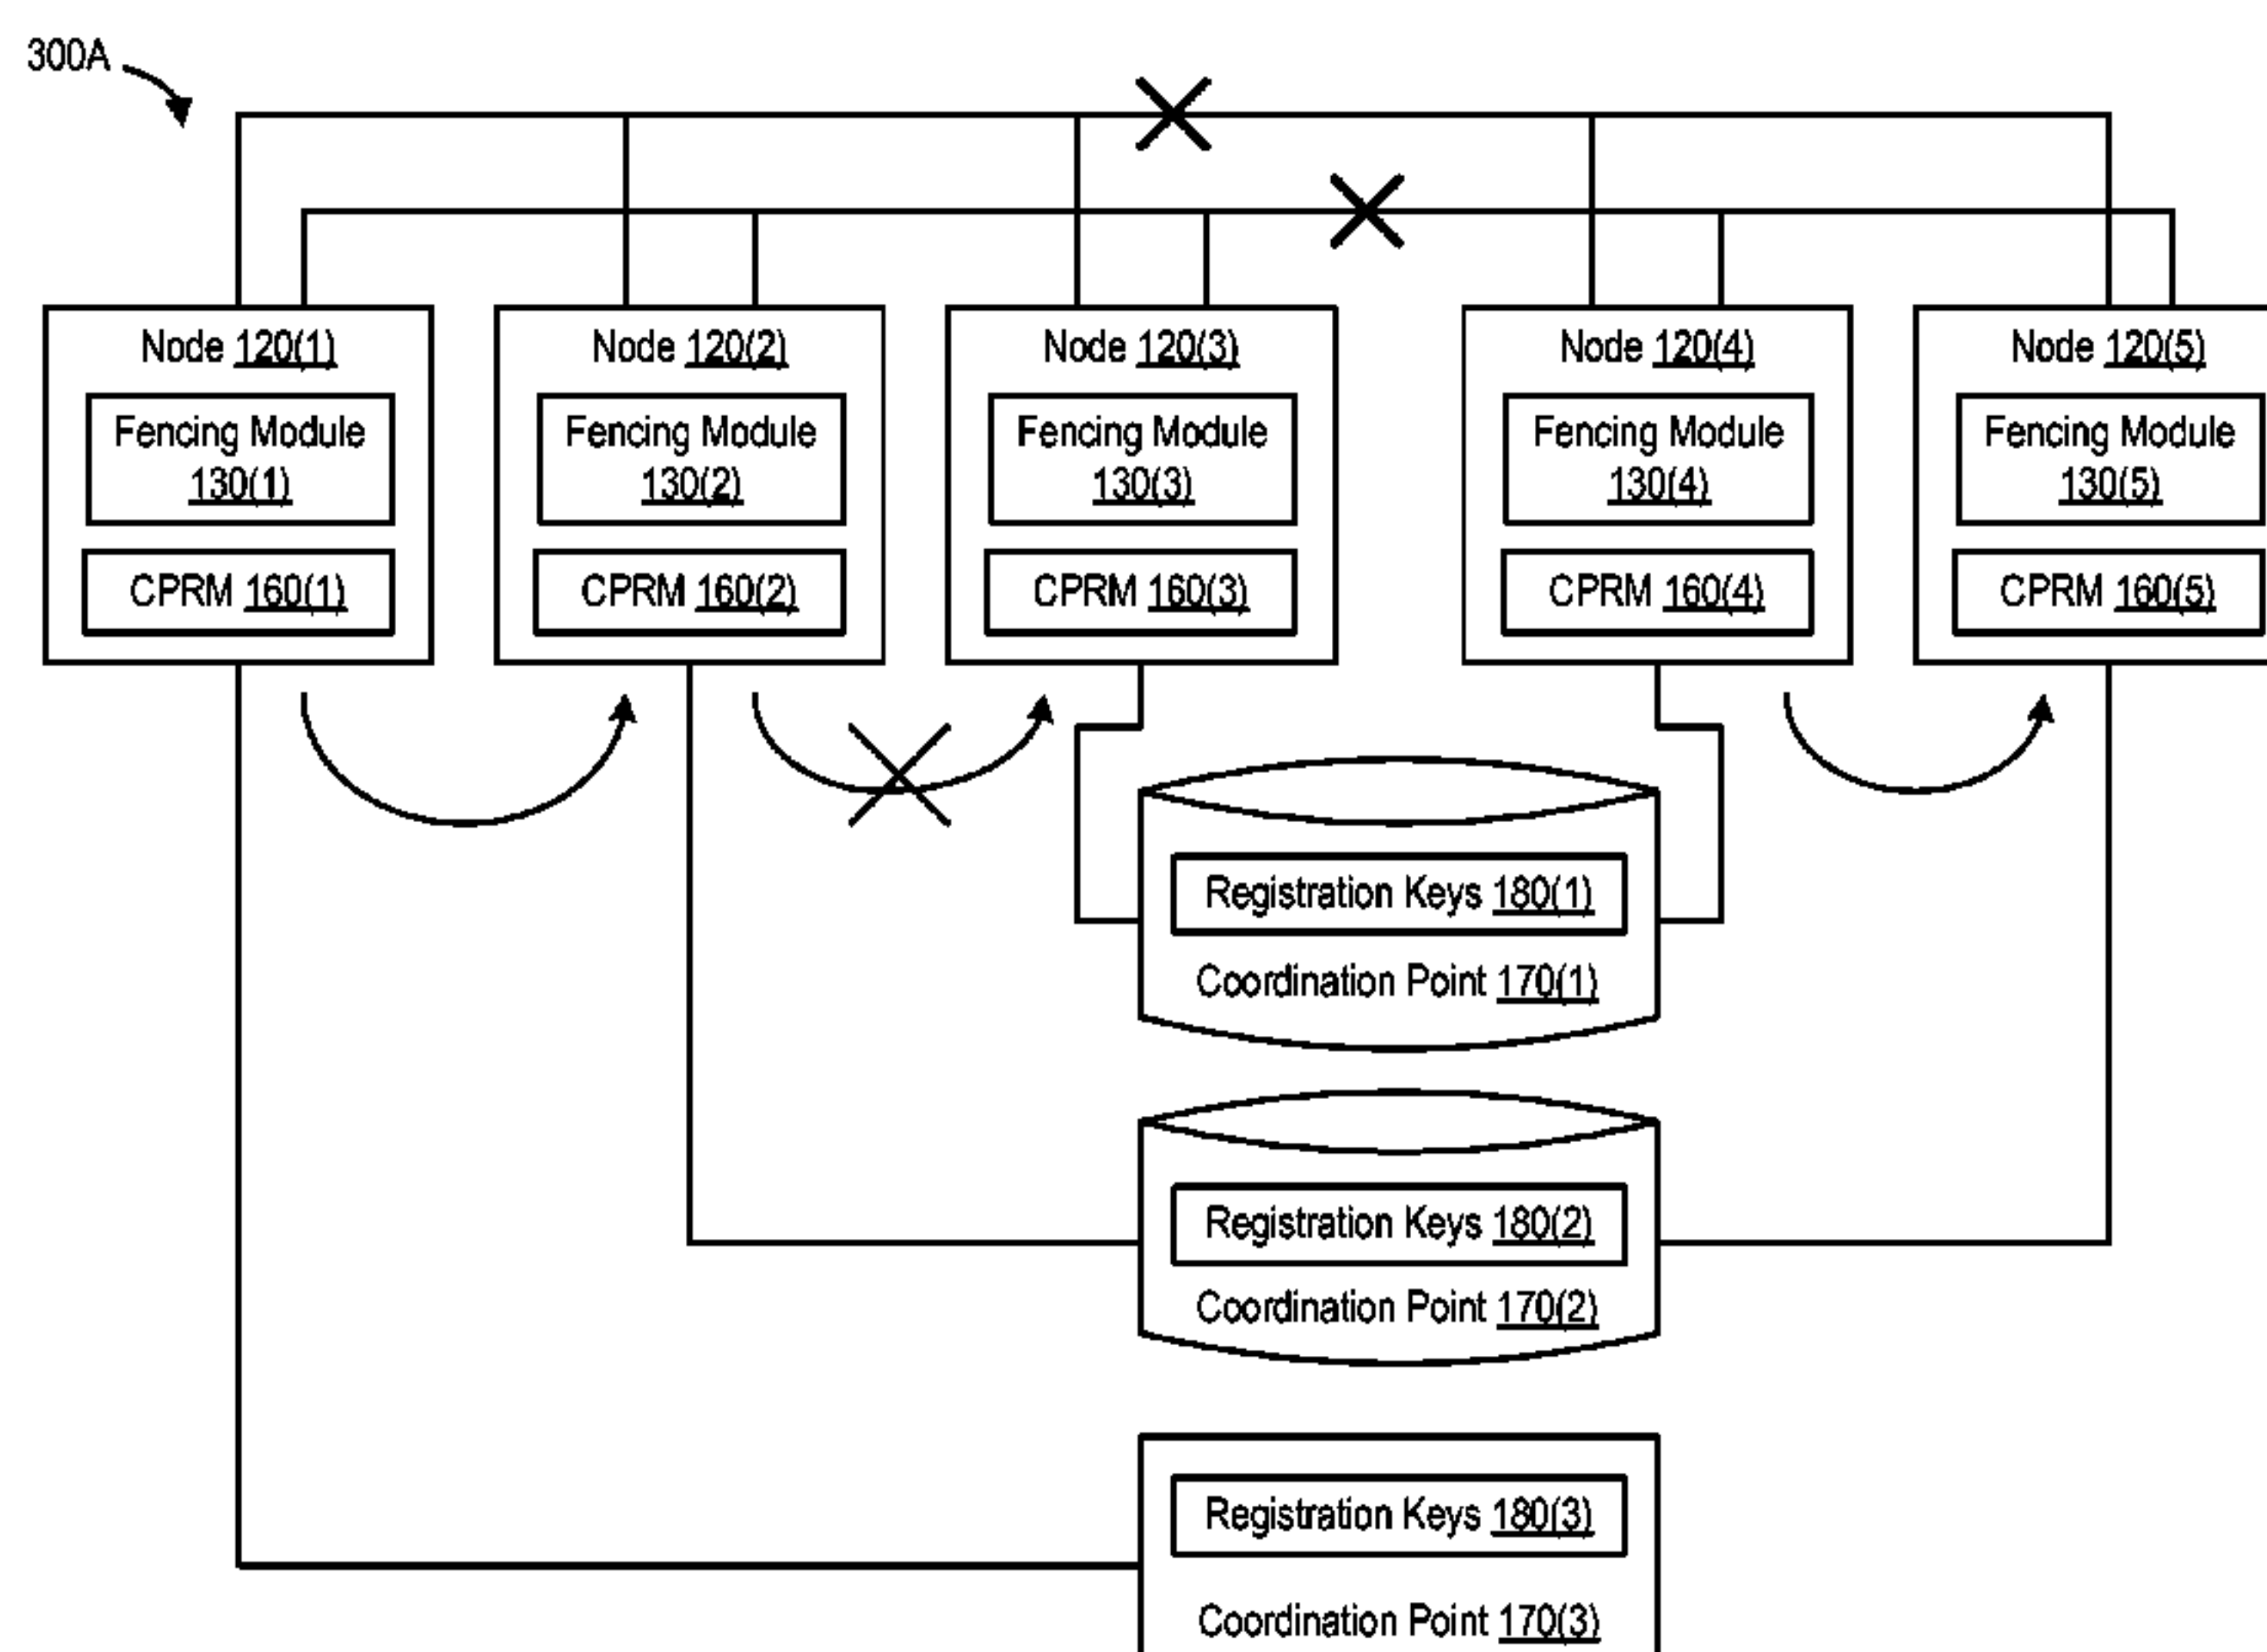 300A
Node 120(1)
Fencing Module
130(1)
CPRM 160(1)
Node 120(2)
Fencing Module
130(2)
CPRM 160(2)
Node 120(3)
Fencing Module
130(3)
CPRM 160(3)
Node 120(4)
Fencing Module
130(4)
CPRM 160(4)
Node 120(5)
Fencing Module
130(5)
CPRM 160(5)
Registration Keys 180(1)
Coordination Point 170(1)
Registration Keys 180(2)
Coordination Point 170(2)
Registration Keys 180(3)
Coordination Point 170(3)